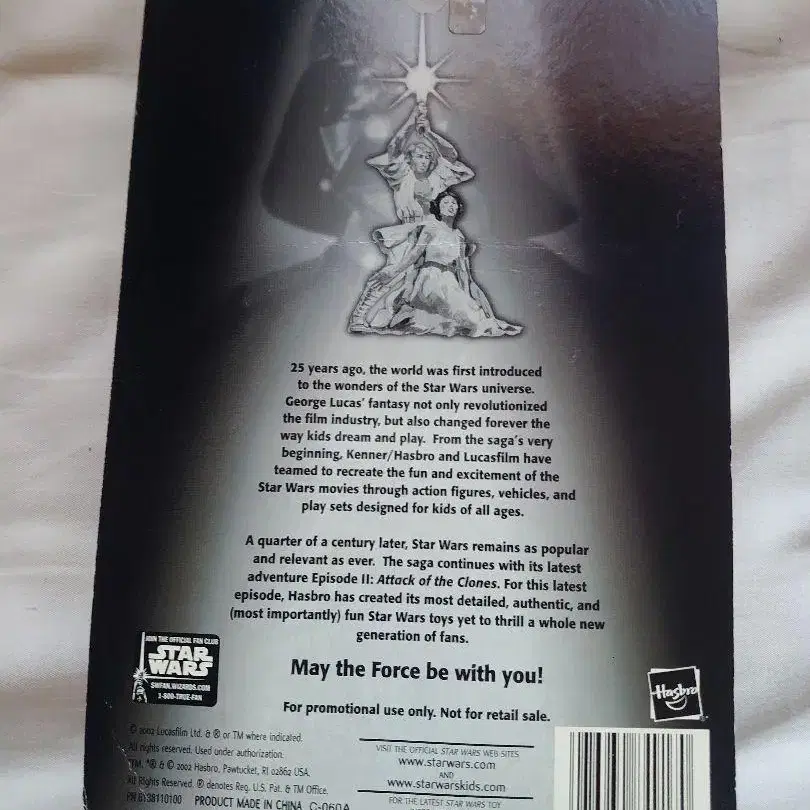 25 years ago, the world was first introduced
to the wonders of the Star Wars universe.
George Lucas' fantasy not only revolutionized
the film industry, but also changed forever the
way kids dream and play. From the saga's very
beginning, Kenner/Hasbro and Lucasfilm have
teamed to recreate the fun and excitement of the
Star Wars movies through action figures, vehicles, and
play sets designed for kids of all ages.
A quarter of a century later, Star Wars remains as popular
and relevant as ever. The saga continues with its latest
adventure Episode II: Attack of the Clones. For this latest
episode, Hasbro has created its most detailed, authentic, and
(most importantly) fun Star Wars toys yet to thrill a whole new
generation of fans.
May the Force be with you!
For promotional use only. Not for retail sale.
JOIN THE OFFICIAL FAN CLUB
STAR
WARS
SWFAN.WIZARDS.COM
1-800-TRUE-FAN
Hasbro
© 2002 Lucasfilm Ltd. & ® or TM where indicated.
All rights reserved. Used under authorization.
TM, ® & © 2002 Hasbro, Pawtucket, RI 02862 USA.
All Rights Reserved. ® denotes Reg. U.S. Pat. & TM Office.
P/N 6138110100 PRODUCT MADE IN CHINA C-060A
VISIT THE OFFICIAL STAR WARS WEB SITES
www.starwars.com
AND
www.starwarskids.com
FOR THE LATEST STAR WARS TOY